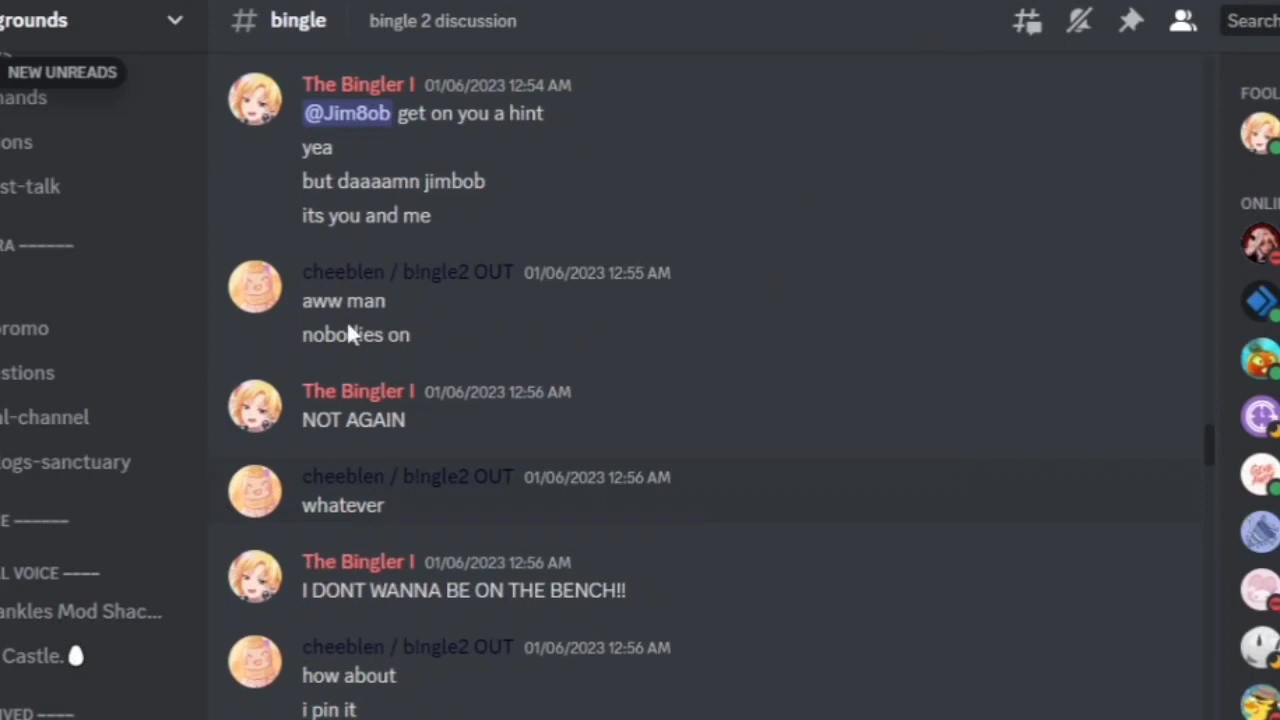 grounds
bingle
bingle 2 discussion
Search
NEW UNREADS
ons
st-talk
RA ------
stions
al-channel
ogs-sanctuary
E ------
L VOICE ----
ankles Mod Shac...
Castle.
VED ----
The Bingler I 01/06/2023 12:54 AM
@Jim8ob get on you a hint
yea
but daaaamn jimbob
its you and me
cheeblen / b!ngle2 OUT 01/06/2023 12:55 AM
aww man
nobodies on
The Bingler I 01/06/2023 12:56 AM
NOT AGAIN
cheeblen / b!ngle2 OUT 01/06/2023 12:56 AM
whatever
The Bingler I 01/06/2023 12:56 AM
I DONT WANNA BE ON THE BENCH!!
cheeblen / b!ngle2 OUT 01/06/2023 12:56 AM
how about
i pin it
FOOL
ONLI